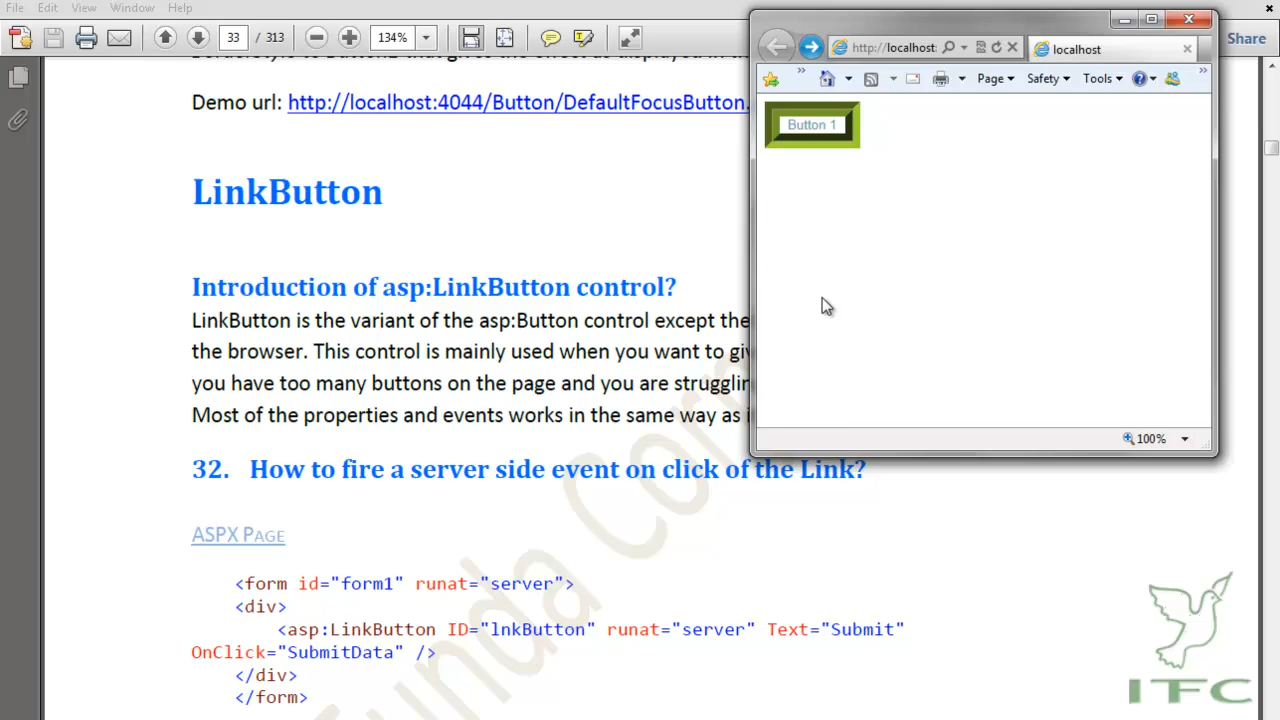 File Edit View Window Help
33 / 313 134% Share
http://localhost: localhost
Page Safety Tools
Button 1
100%
Demo url: http://localhost:4044/Button/DefaultFocusButton.
LinkButton
Introduction of asp:LinkButton control?
LinkButton is the variant of the asp:Button control except the
the browser. This control is mainly used when you want to gi
you have too many buttons on the page and you are struggli
Most of the properties and events works in the same way as i
32. How to fire a server side event on click of the Link?
ASPX PAGE
<form id="form1" runat="server">
<div>
<asp:LinkButton ID="lnkButton" runat="server" Text="Submit"
OnClick="SubmitData" />
</div>
</form>
Funda Corp
ITFC